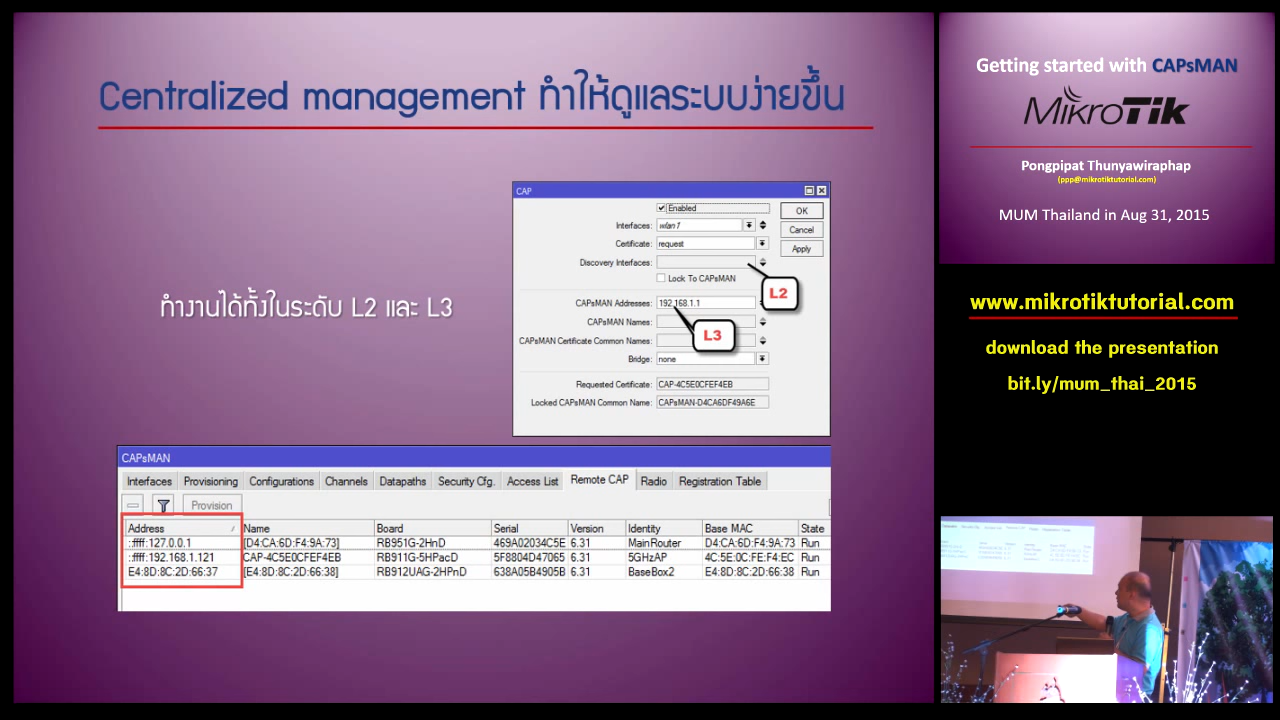 Centralized management ทำให้ดูแลระบบง่ายขึ้น
ทำงานได้ทั้งในระดับ L2 และ L3
CAP
Enabled
OK
Interfaces: wlan1
Cancel
Certificate: request
Apply
Discovery Interfaces:
Lock To CAPsMAN
L2
CAPsMAN Addresses: 192.168.1.1
CAPsMAN Names:
L3
CAPsMAN Certificate Common Names:
Bridge: none
Requested Certificate: CAP-4C5E0CFEF4EB
Locked CAPsMAN Common Name: CAPsMAN-D4CA6DF49A6E
CAPsMAN
Interfaces Provisioning Configurations Channels Datapaths Security Cfg. Access List Remote CAP Radio Registration Table
Provision
Address Name Board Serial Version Identity Base MAC State
::ffff:127.0.0.1 [D4:CA:6D:F4:9A:73] RB951G-2HnD 469A02034C5E 6.31 MainRouter D4:CA:6D:F4:9A:73 Run
::ffff:192.168.1.121 CAP-4C5E0CFEF4EB RB911G-5HPacD 5F8804D47065 6.31 5GHzAP 4C:5E:0C:FE:F4:EC Run
E4:8D:8C:2D:66:37 [E4:8D:8C:2D:66:38] RB912UAG-2HPnD 638A05B4905B 6.31 BaseBox2 E4:8D:8C:2D:66:38 Run
Getting started with CAPsMAN
MikroTik
Pongpipat Thunyawiraphap
(ppp@mikrotiktutorial.com)
MUM Thailand in Aug 31, 2015
www.mikrotiktutorial.com
download the presentation
bit.ly/mum_thai_2015